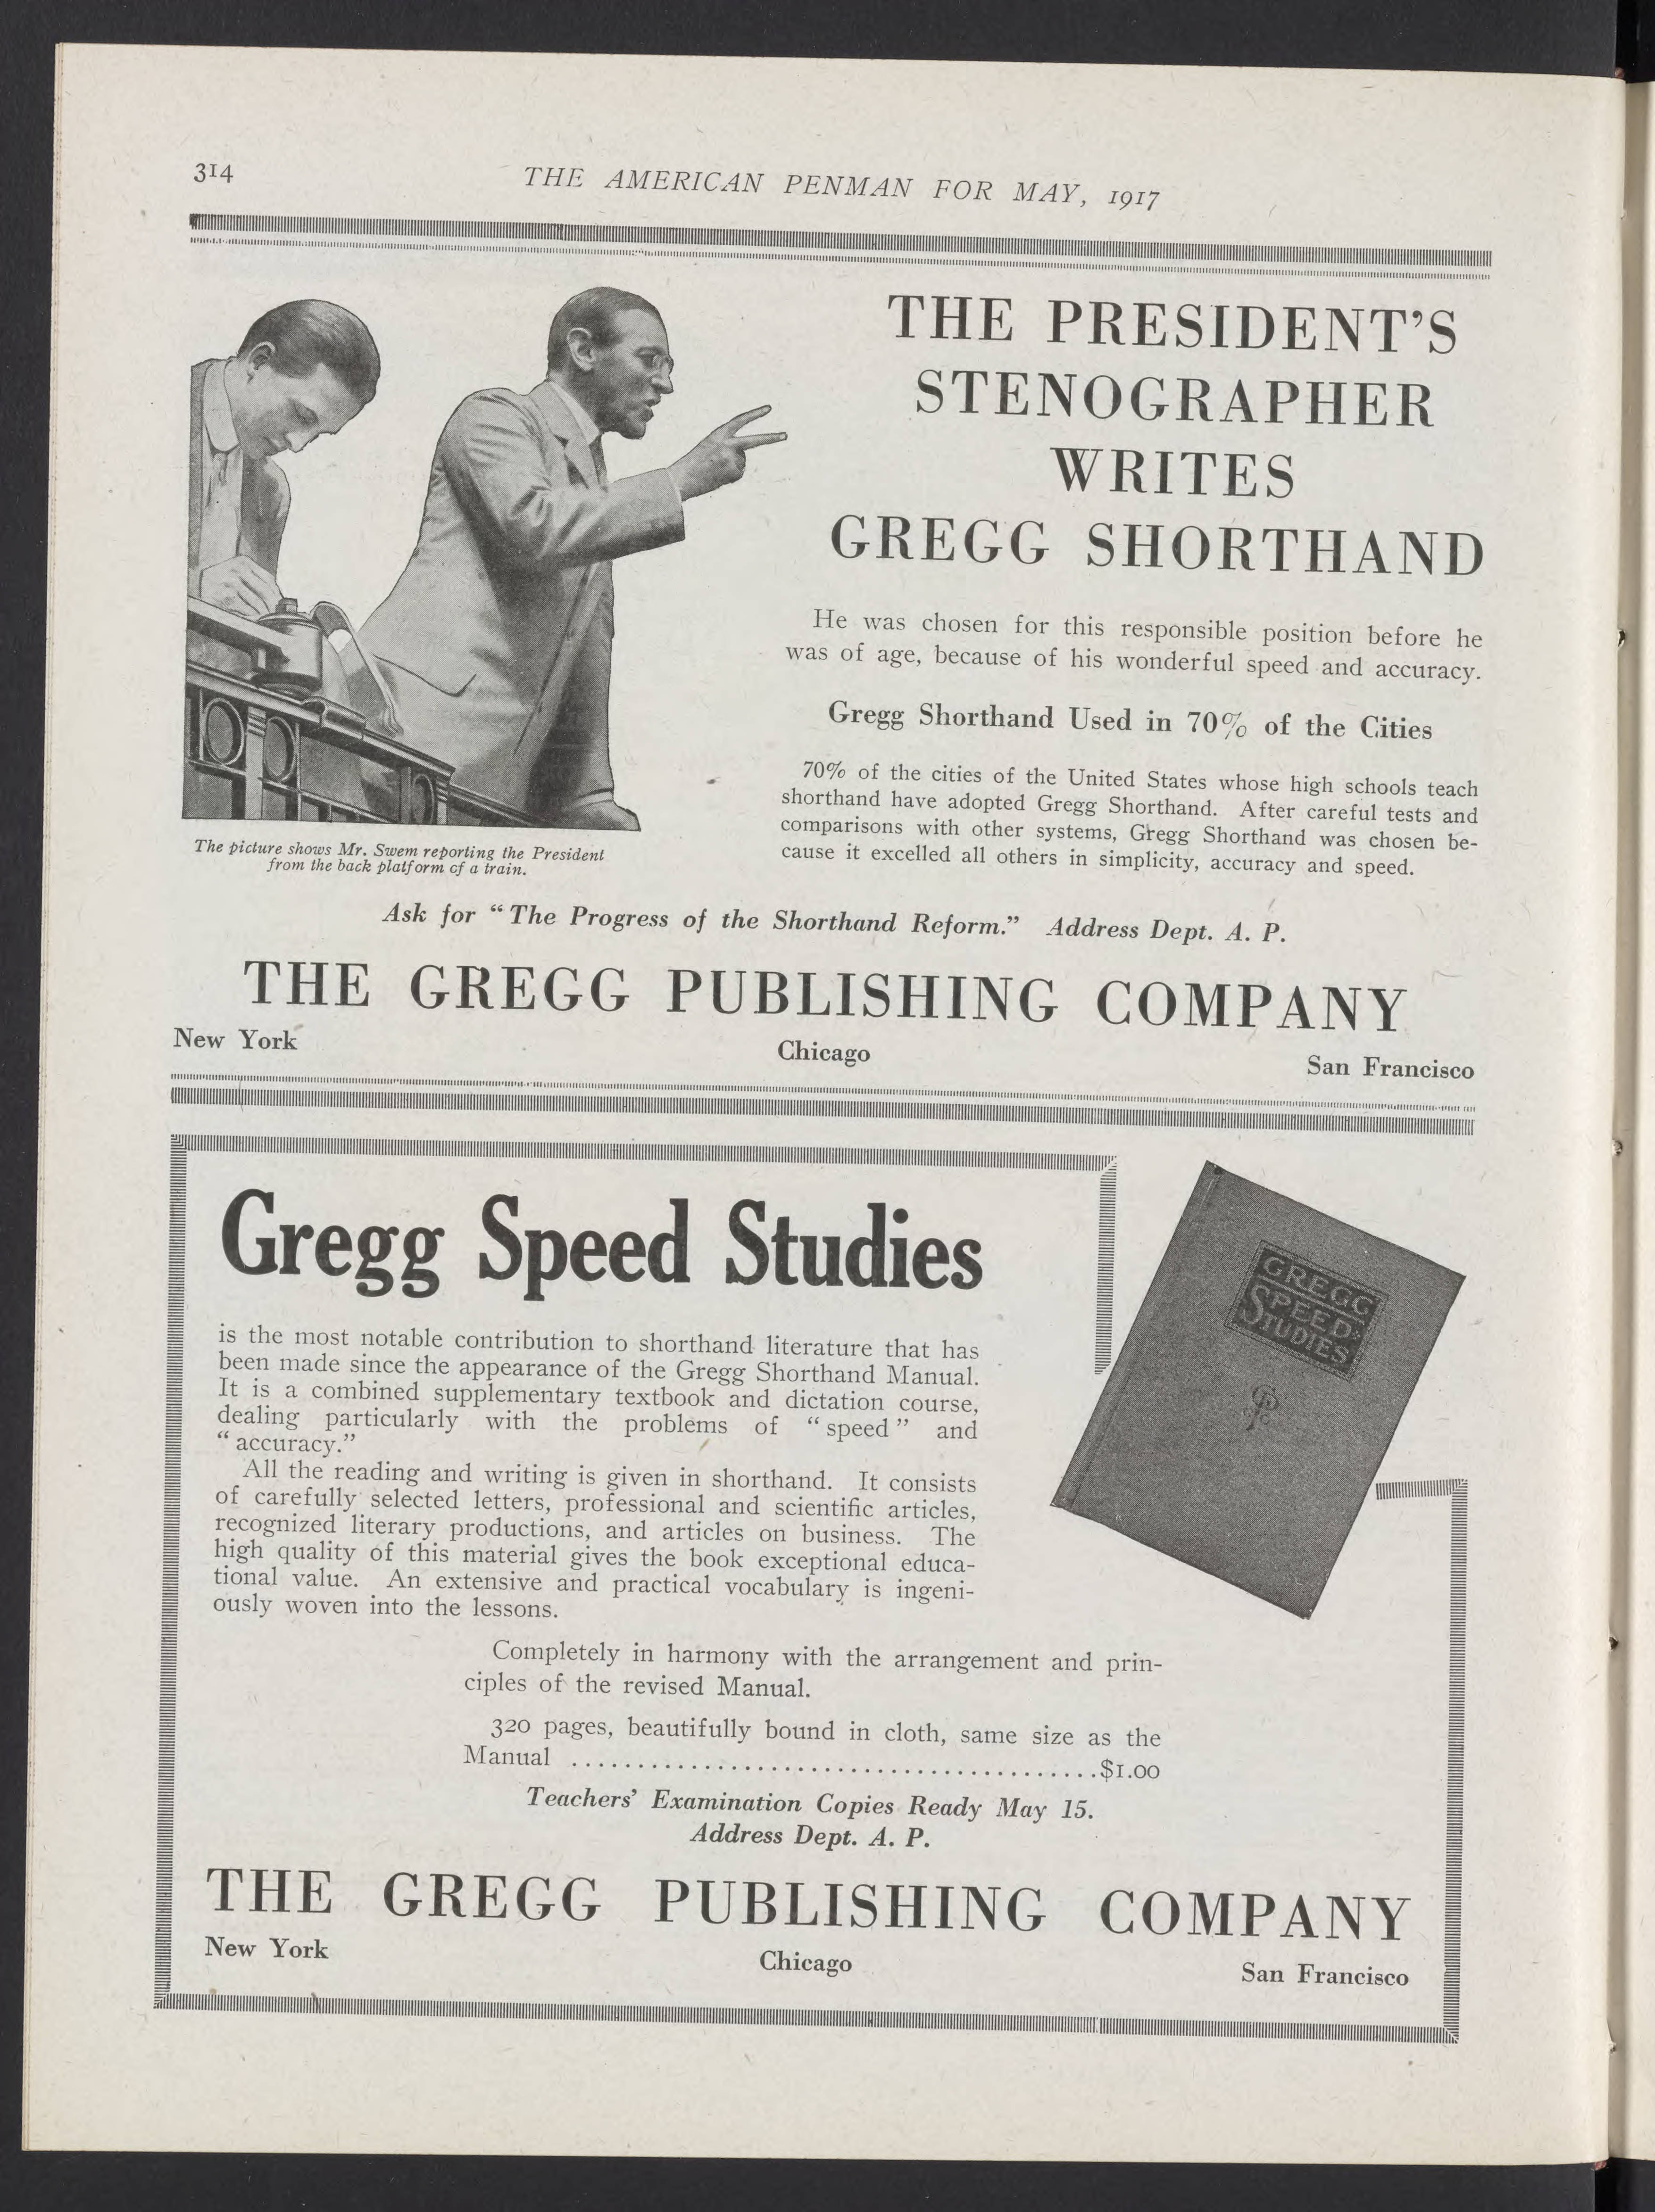 314
THE AMERICAN PENMAN FOR MAY, 1917
THE PRESIDENT'S
STENOGRAPHER
WRITES
GREGG SHORTHAND
He was chosen for this responsible position before he
was of age, because of his wonderful speed and accuracy.
Gregg Shorthand Used in 70% of the Cities
70% of the cities of the United States whose high schools teach
shorthand have adopted Gregg Shorthand. After careful tests and
comparisons with other systems, Gregg Shorthand was chosen be-
cause it excelled all others in simplicity, accuracy and speed.
The picture shows Mr. Swem reporting the President
from the back platform of a train.
Ask for “The Progress of the Shorthand Reform.” Address Dept. A. P.
THE GREGG PUBLISHING COMPANY
New York Chicago San Francisco
Gregg Speed Studies
is the most notable contribution to shorthand literature that has
been made since the appearance of the Gregg Shorthand Manual.
It is a combined supplementary textbook and dictation course,
dealing particularly with the problems of “speed” and
“accuracy.”
All the reading and writing is given in shorthand. It consists
of carefully selected letters, professional and scientific articles,
recognized literary productions, and articles on business. The
high quality of this material gives the book exceptional educa-
tional value. An extensive and practical vocabulary is ingeni-
ously woven into the lessons.
GREGG
SPEED
STUDIES
Completely in harmony with the arrangement and prin-
ciples of the revised Manual.
320 pages, beautifully bound in cloth, same size as the
Manual ........................................$1.00
Teachers' Examination Copies Ready May 15.
Address Dept. A. P.
THE GREGG PUBLISHING COMPANY
New York Chicago San Francisco